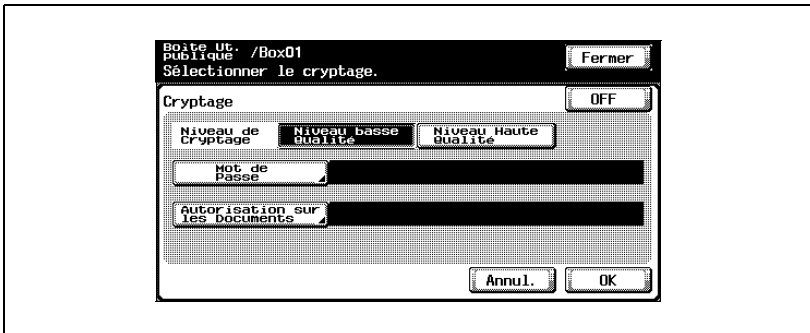 Boîte Ut.
publique /Box01
Fermer
Sélectionner le cryptage.
Cryptage
OFF
Niveau de
Cryptage
Niveau basse
Qualité
Niveau Haute
Qualité
Mot de
Passe
Autorisation sur
les Documents
Annul.
OK